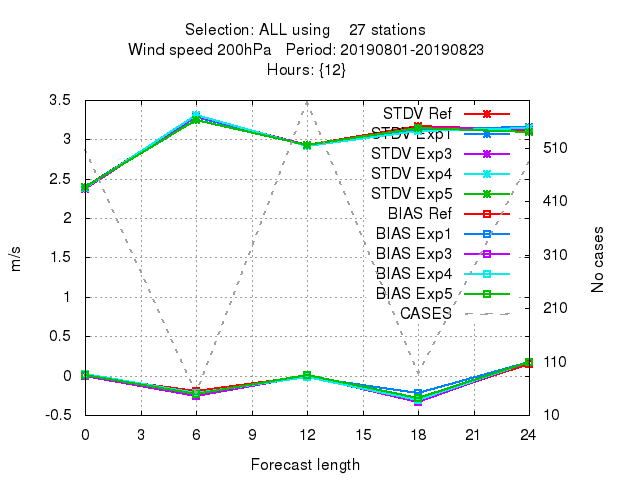 Selection: ALL using 27 stations
Wind speed 200hPa Period: 20190801-20190823
Hours: {12}
3.5
3
2.5
2
1.5
1
0.5
0
-0.5
m/s
STDV Ref
STDV Exp1
STDV Exp3
STDV Exp4
STDV Exp5
BIAS Ref
BIAS Exp1
BIAS Exp3
BIAS Exp4
BIAS Exp5
CASES
510
410
310
210
110
10
No cases
0 3 6 9 12 15 18 21 24
Forecast length